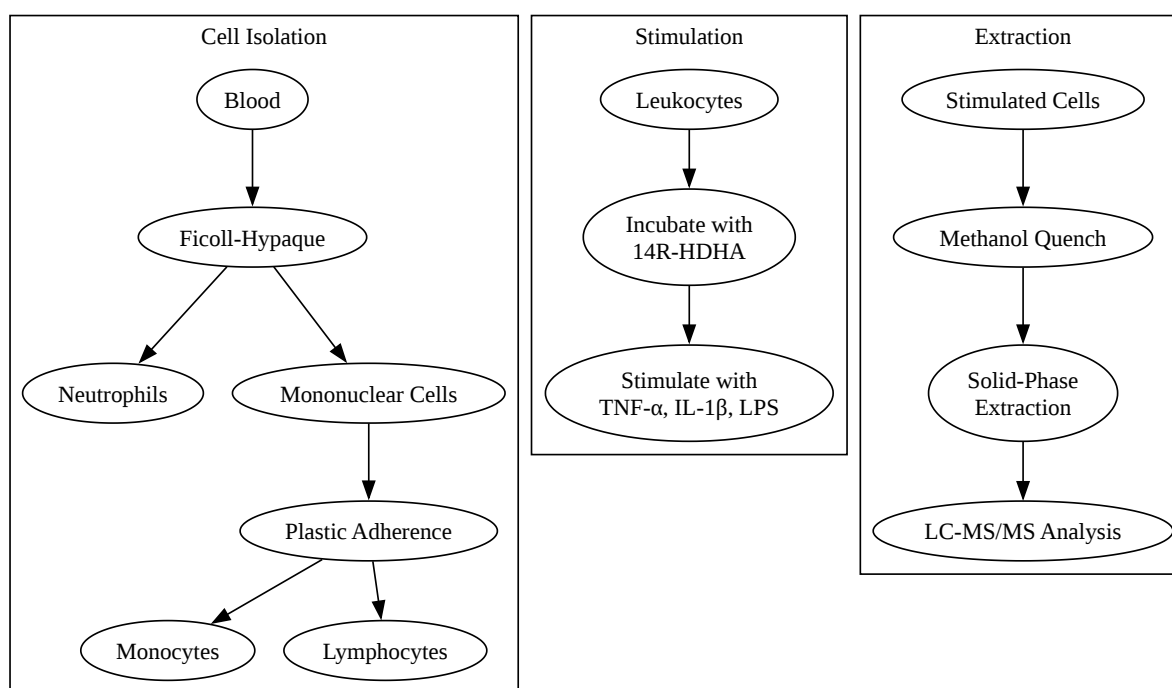 Cell Isolation
Blood
Ficoll-Hypaque
Neutrophils
Mononuclear Cells
Plastic Adherence
Monocytes
Lymphocytes
Stimulation
Leukocytes
Incubate with
14R-HDHA
Stimulate with
TNF-α, IL-1β, LPS
Extraction
Stimulated Cells
Methanol Quench
Solid-Phase
Extraction
LC-MS/MS Analysis